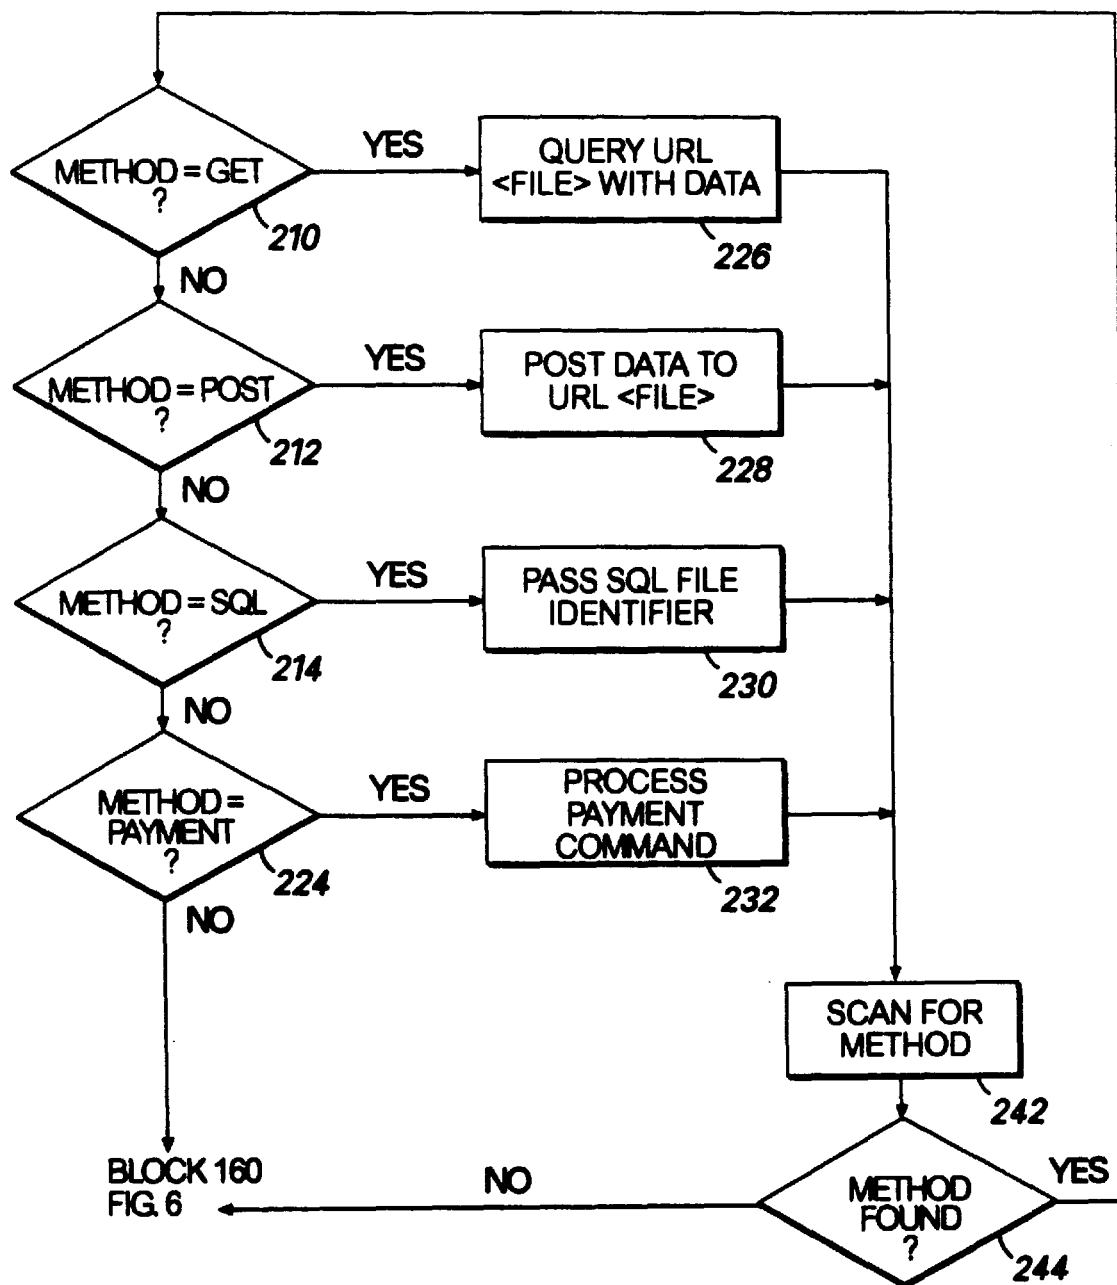 METHOD = GET
?
210
YES
QUERY URL
<FILE> WITH DATA
226
NO
METHOD = POST
?
212
YES
POST DATA TO
URL <FILE>
228
NO
METHOD = SQL
?
214
YES
PASS SQL FILE
IDENTIFIER
230
NO
METHOD =
PAYMENT
?
224
YES
PROCESS
PAYMENT
COMMAND
232
NO
SCAN FOR
METHOD
242
BLOCK 160
FIG. 6
NO
METHOD
FOUND
?
244
YES